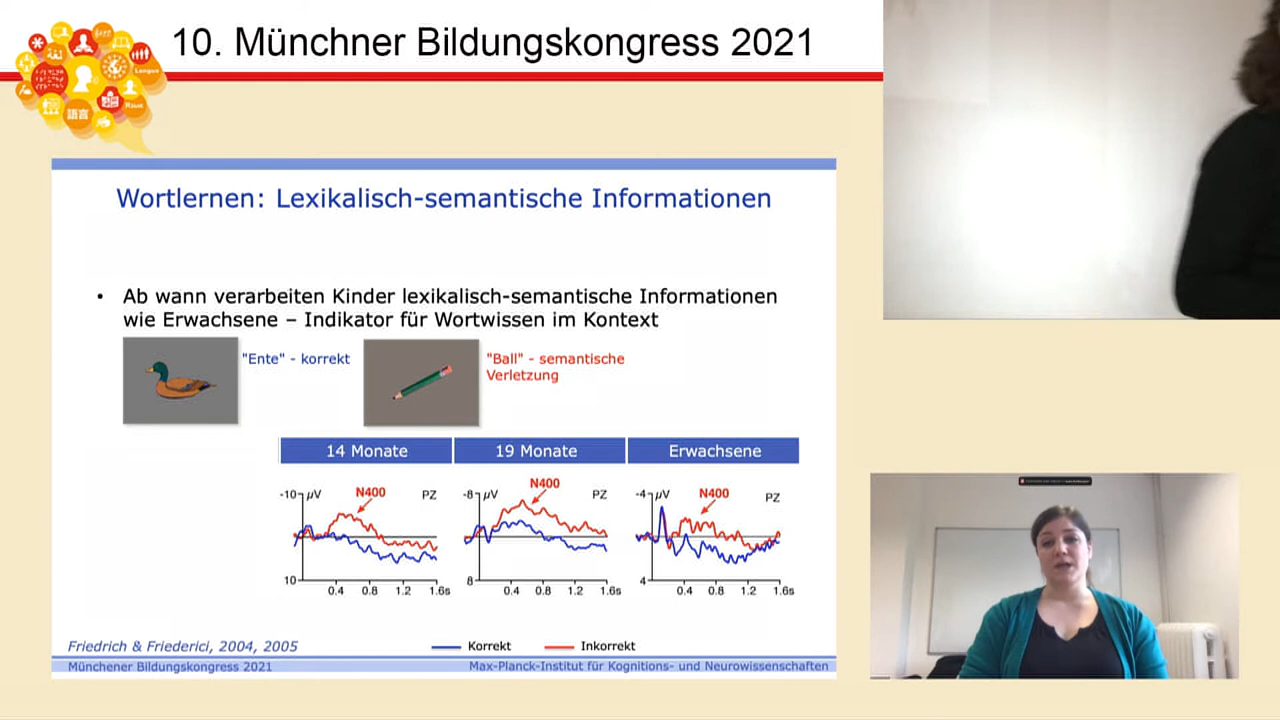 10. Münchner Bildungskongress 2021
語言
Wortlernen: Lexikalisch-semantische Informationen
• Ab wann verarbeiten Kinder lexikalisch-semantische Informationen
wie Erwachsene – Indikator für Wortwissen im Kontext
"Ente" - korrekt
"Ball" - semantische
Verletzung
14 Monate 19 Monate Erwachsene
-10 µV N400 PZ
-8 µV N400 PZ
-4 µV N400 PZ
10 0.4 0.8 1.2 1.6s
8 0.4 0.8 1.2 1.6s
4 0.4 0.8 1.2 1.6s
Friedrich & Friederici, 2004, 2005
Korrekt Inkorrekt
Münchener Bildungskongress 2021 Max-Planck-Institut für Kognitions- und Neurowissenschaften